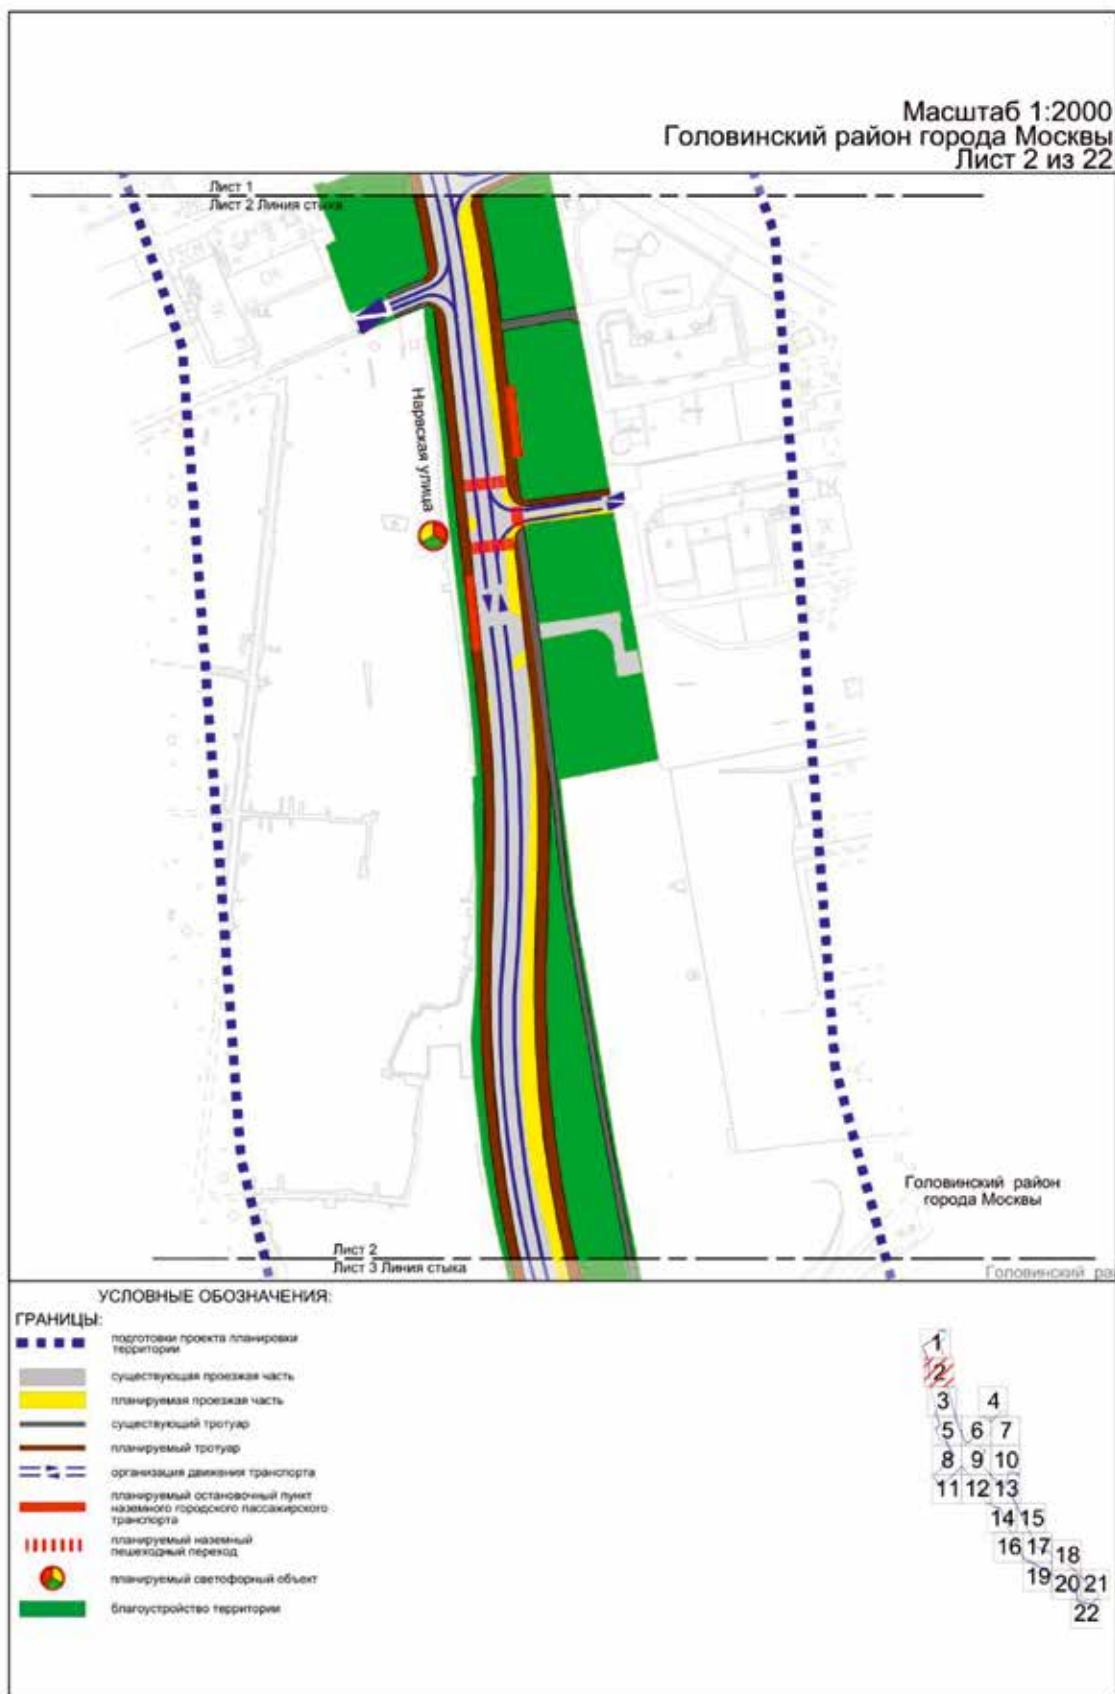 Масштаб 1:2000
Головинский район города Москвы
Лист 2 из 22
Лист 1
Лист 2 Линия стыка
Нарвская улица
Головинский район
города Москвы
Лист 2
Лист 3 Линия стыка
Головинский ра
УСЛОВНЫЕ ОБОЗНАЧЕНИЯ:
ГРАНИЦЫ:
подготовки проекта планировки
территории
существующая проезжая часть
планируемая проезжая часть
существующий тротуар
планируемый тротуар
организация движения транспорта
планируемый остановочный пункт
наземного городского пассажирского
транспорта
планируемый наземный
пешеходный переход
планируемый светофорный объект
благоустройство территории
1
2
3 4
5 6 7
8 9 10
11 12 13
14 15
16 17 18
19 20 21
22